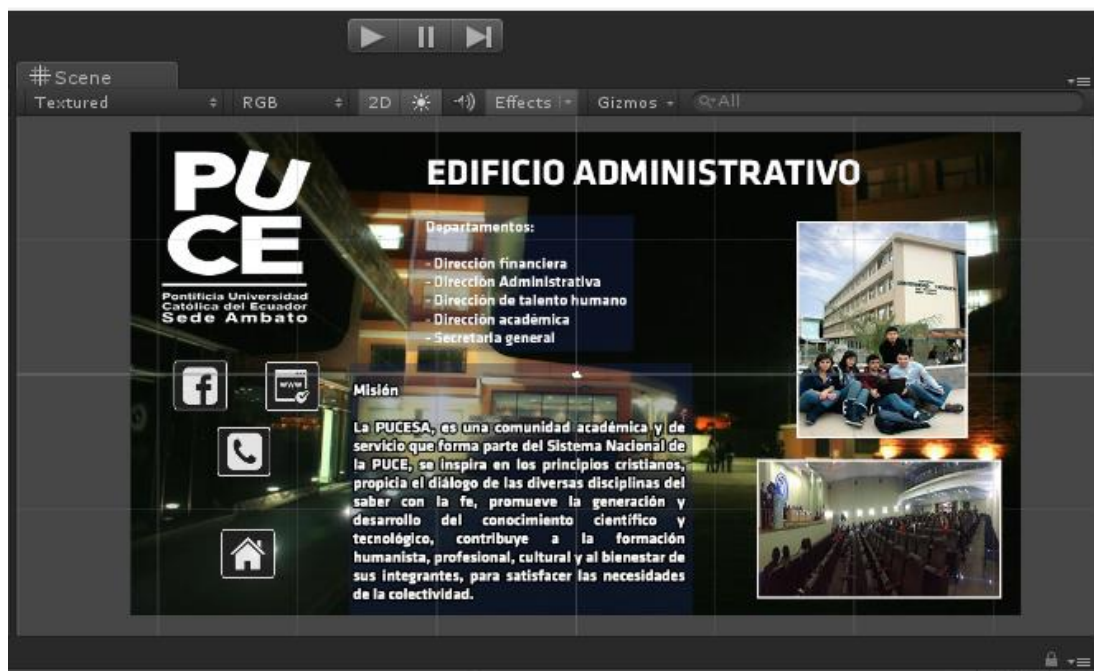 Scene
Textured RGB 2D Effects Gizmos All
PUCE
Pontificia Universidad
Católica del Ecuador
Sede Ambato
EDIFICIO ADMINISTRATIVO
Departamentos:
- Dirección financiera
- Dirección Administrativa
- Dirección de talento humano
- Dirección académica
- Secretaria general
www
Misión
La PUCESA, es una comunidad académica y de
servicio que forma parte del Sistema Nacional de
la PUCE, se inspira en los principios cristianos,
propicia el diálogo de las diversas disciplinas del
saber con la fe, promueve la generación y
desarrollo del conocimiento científico y
tecnológico, contribuye a la formación
humanista, profesional, cultural y al bienestar de
sus integrantes, para satisfacer las necesidades
de la colectividad.